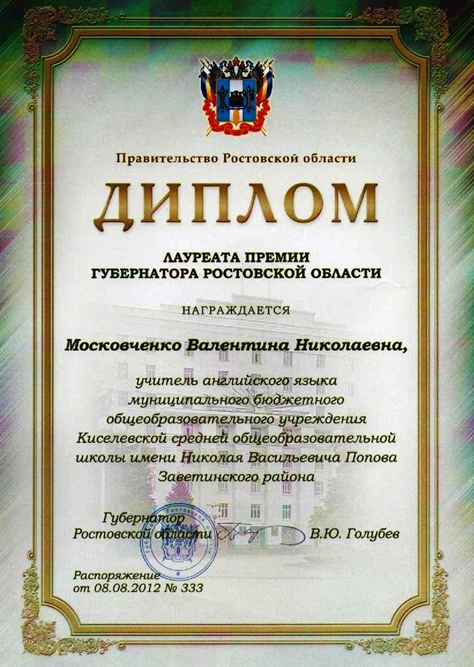 Правительство Ростовской области
ДИПЛОМ
ЛАУРЕАТА ПРЕМИИ
ГУБЕРНАТОРА РОСТОВСКОЙ ОБЛАСТИ
НАГРАЖДАЕТСЯ
Московченко Валентина Николаевна,
учитель английского языка
муниципального бюджетного
общеобразовательного учреждения
Киселевской средней общеобразовательной
школы имени Николая Васильевича Попова
Заветинского района
Губернатор
Ростовской области В.Ю. Голубев
Распоряжение
от 08.08.2012 № 333